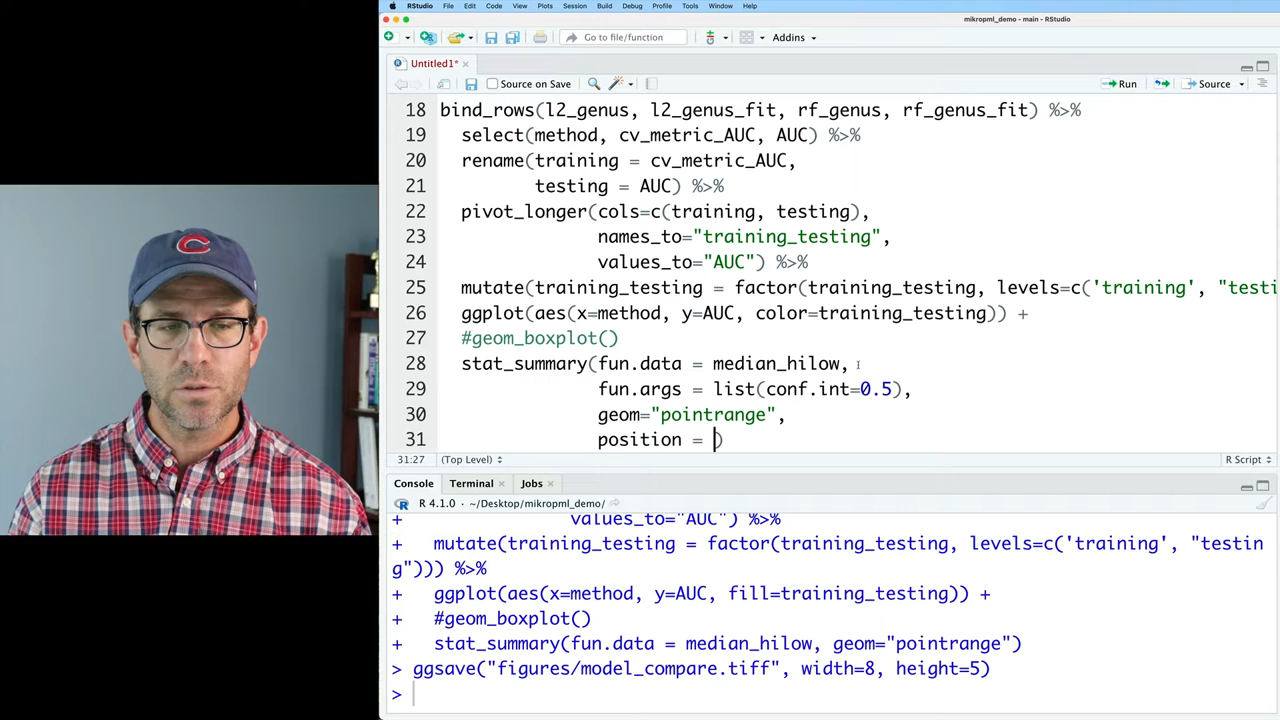 RStudio File Edit Code View Plots Session Build Debug Profile Tools Window Help
mikropml_demo - main - RStudio
Go to file/function Addins
Untitled1*
Source on Save Run Source
18 bind_rows(l2_genus, l2_genus_fit, rf_genus, rf_genus_fit) %>%
19 select(method, cv_metric_AUC, AUC) %>%
20 rename(training = cv_metric_AUC,
21 testing = AUC) %>%
22 pivot_longer(cols=c(training, testing),
23 names_to="training_testing",
24 values_to="AUC") %>%
25 mutate(training_testing = factor(training_testing, levels=c('training', "testi
26 ggplot(aes(x=method, y=AUC, color=training_testing)) +
27 #geom_boxplot()
28 stat_summary(fun.data = median_hilow,
29 fun.args = list(conf.int=0.5),
30 geom="pointrange",
31 position = )
31:27 (Top Level) R Script
Console Terminal Jobs
R 4.1.0 · ~/Desktop/mikropml_demo/
+ values_to="AUC") %>%
+ mutate(training_testing = factor(training_testing, levels=c('training', "testin
g"))) %>%
+ ggplot(aes(x=method, y=AUC, fill=training_testing)) +
+ #geom_boxplot()
+ stat_summary(fun.data = median_hilow, geom="pointrange")
> ggsave("figures/model_compare.tiff", width=8, height=5)
>
C